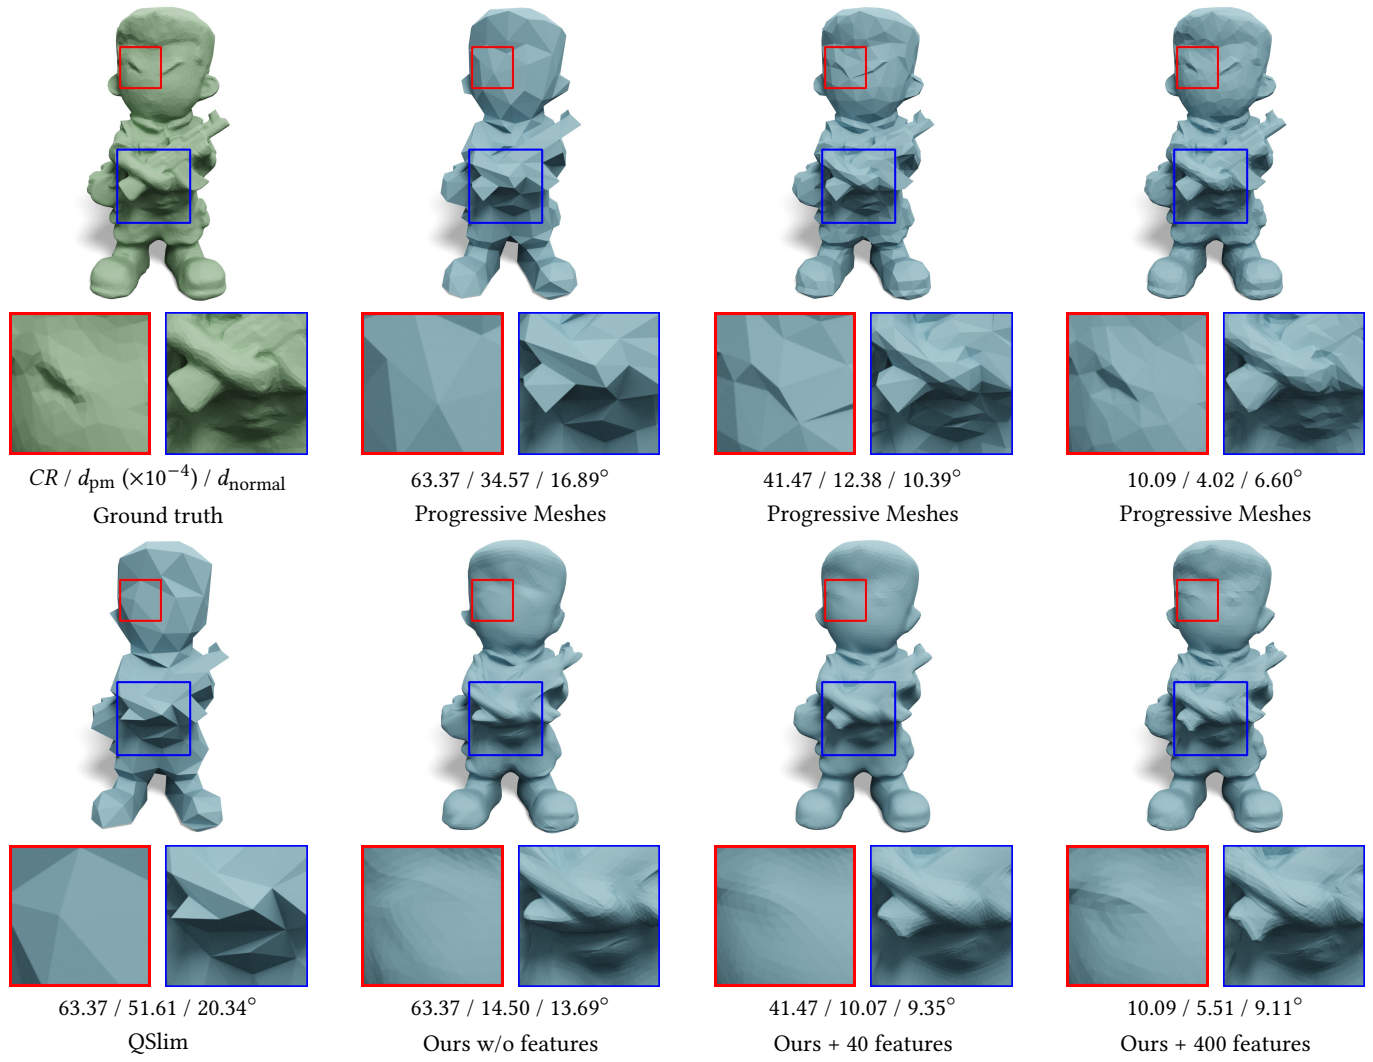 CR / d_pm (×10⁻⁴) / d_normal
63.37 / 34.57 / 16.89°
41.47 / 12.38 / 10.39°
10.09 / 4.02 / 6.60°
Ground truth
Progressive Meshes
Progressive Meshes
Progressive Meshes
63.37 / 51.61 / 20.34°
63.37 / 14.50 / 13.69°
41.47 / 10.07 / 9.35°
10.09 / 5.51 / 9.11°
QSlim
Ours w/o features
Ours + 40 features
Ours + 400 features